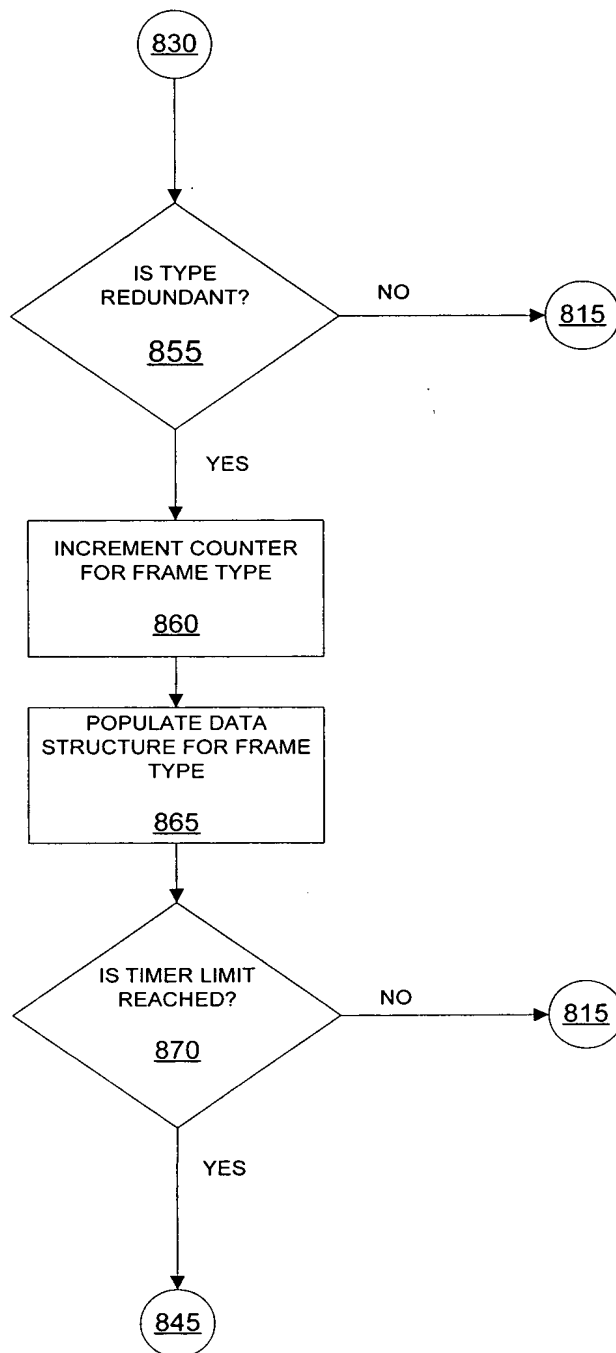 830
IS TYPE
REDUNDANT?
855
NO
815
YES
INCREMENT COUNTER
FOR FRAME TYPE
860
POPULATE DATA
STRUCTURE FOR FRAME
TYPE
865
IS TIMER LIMIT
REACHED?
870
NO
815
YES
845